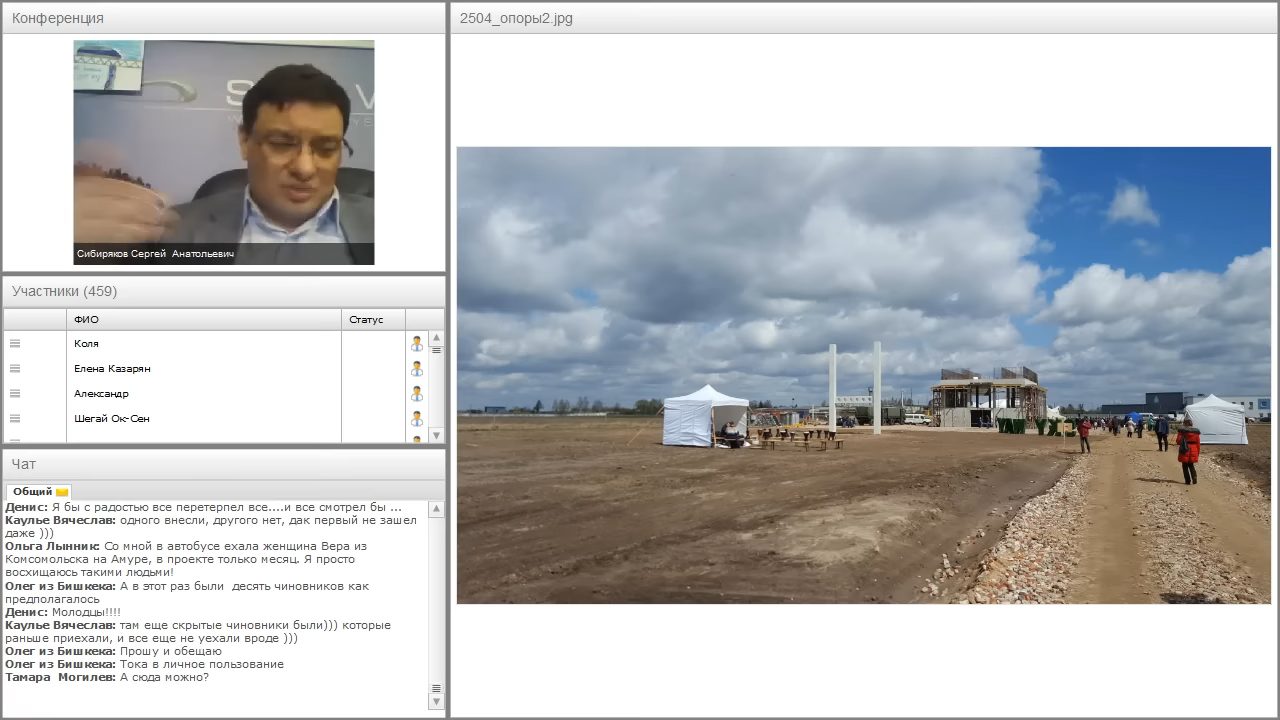 Конференция
2504_опоры2.jpg
Сибиряков Сергей  Анатольевич
Участники (459)
ФИО
Статус
Коля
Елена Казарян
Александр
Шегай Ок-Сен
Чат
Общий
Денис: Я бы с радостью все перетерпел все....и все смотрел бы ...
Каулье Вячеслав: одного внесли, другого нет, дак первый не зашел
даже )))
Ольга Лынник: Со мной в автобусе ехала женщина Вера из
Комсомольска на Амуре, в проекте только месяц. Я просто
восхищаюсь такими людьми!
Олег из Бишкека: А в этот раз были  десять чиновников как
предполагалось
Денис: Молодцы!!!!
Каулье Вячеслав: там еще скрытые чиновники были))) которые
раньше приехали, и все еще не уехали вроде )))
Олег из Бишкека: Прошу и обещаю
Олег из Бишкека: Тока в личное пользование
Тамара  Могилев: А сюда можно?